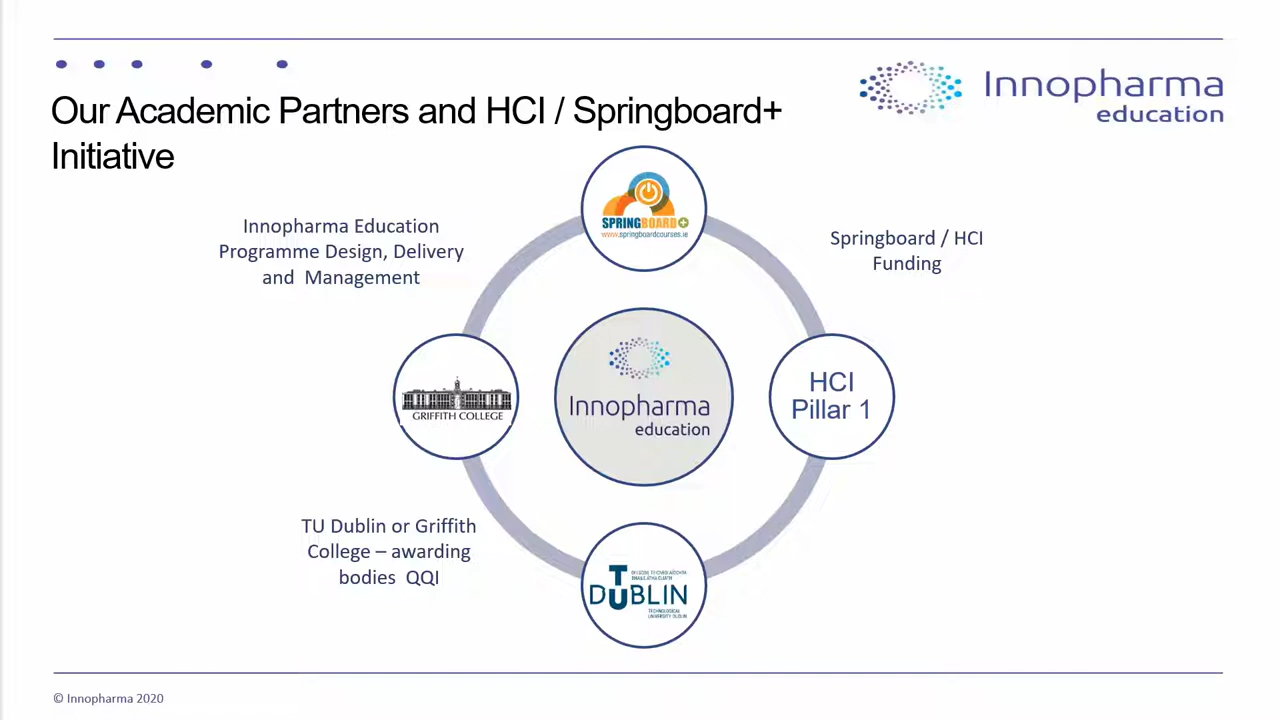 Innopharma
education
Our Academic Partners and HCI / Springboard+
Initiative
SPRINGBOARD+
www.springboardcourses.ie
Innopharma Education
Programme Design, Delivery
and Management
Springboard / HCI
Funding
GRIFFITH COLLEGE
Innopharma
education
HCI
Pillar 1
TU Dublin or Griffith
College – awarding
bodies QQI
TU
DUBLIN
TECHNOLOGICAL
UNIVERSITY DUBLIN
© Innopharma 2020